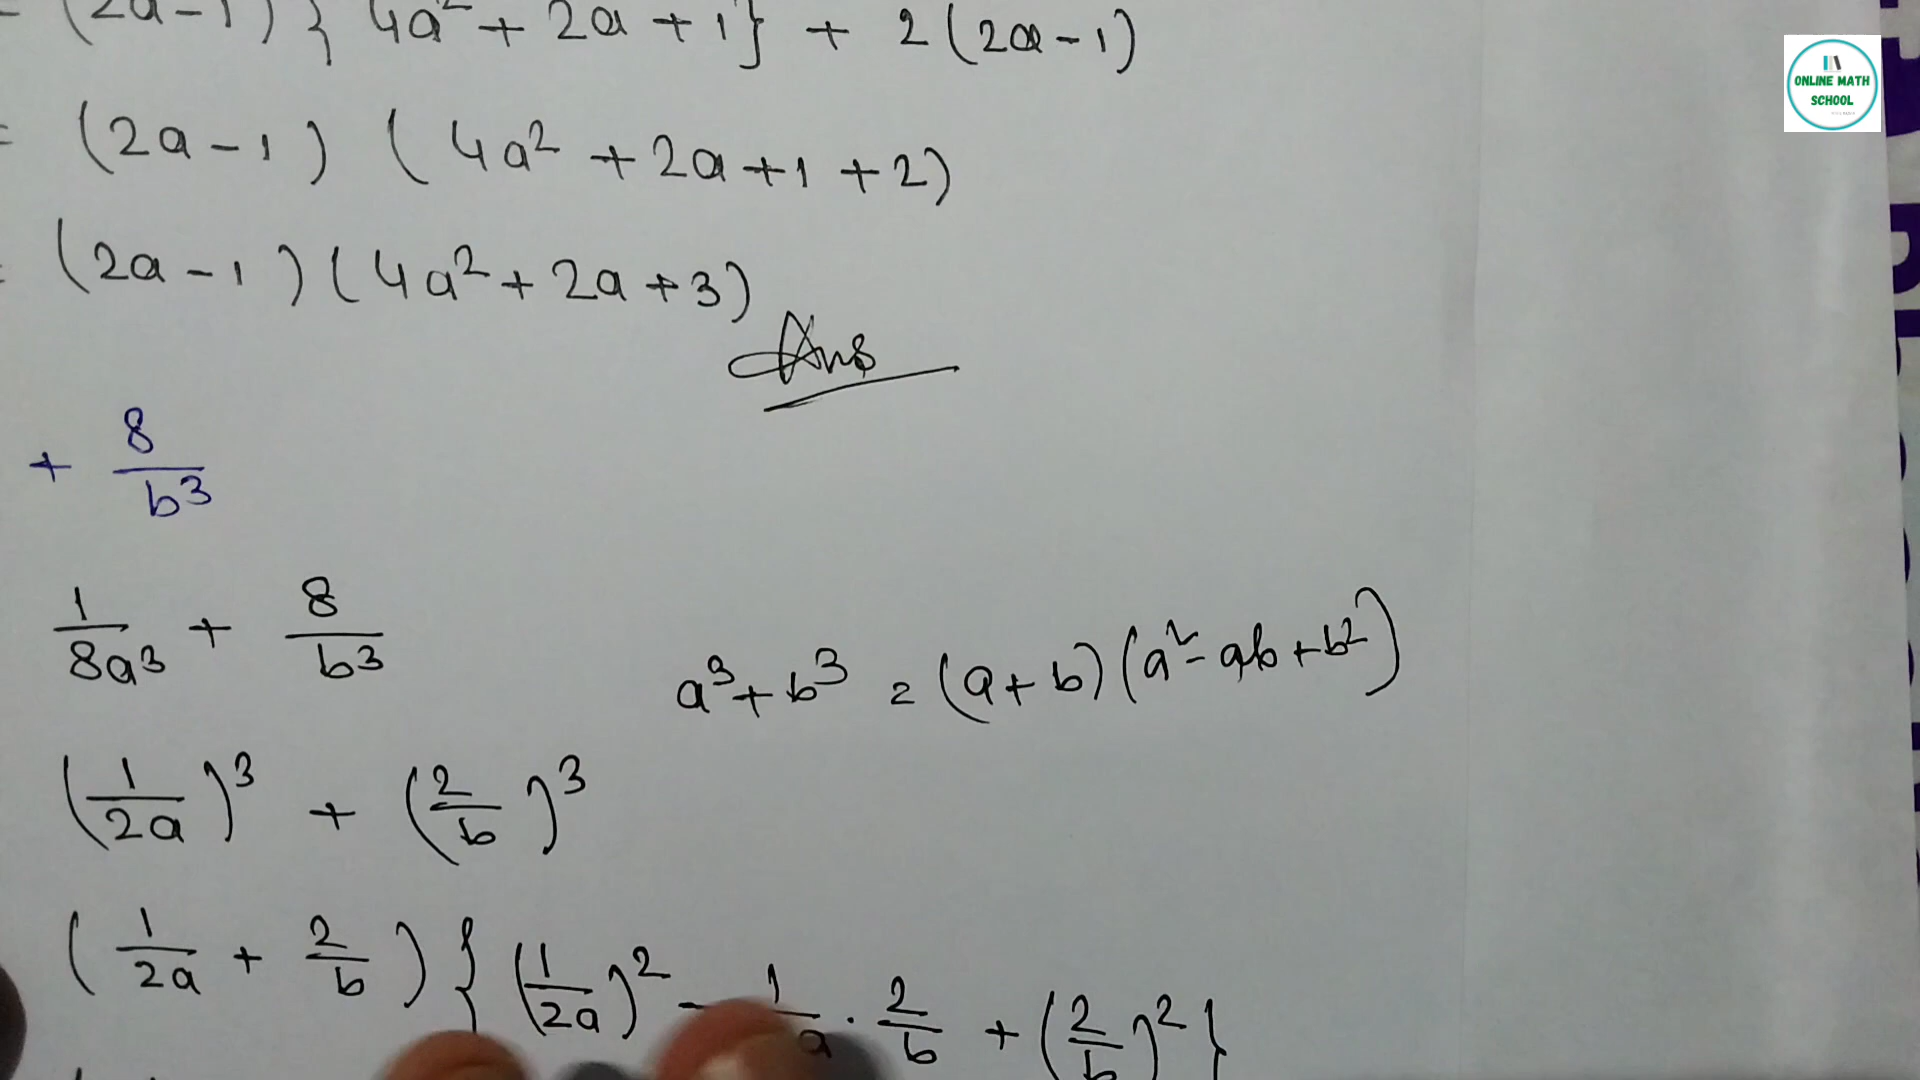 (2a-1) { 4a² + 2a + 1} + 2(2a-1)
= (2a-1) (4a² + 2a + 1 + 2)
= (2a-1)(4a² + 2a + 3)
Ans
+ 8/b³
1/8a³ + 8/b³
a³ + b³ = (a+b)(a² - ab + b²)
(1/2a)³ + (2/b)³
(1/2a + 2/b) { (1/2a)² - 1/a · 2/b + (2/b)² }
ONLINE MATH
SCHOOL